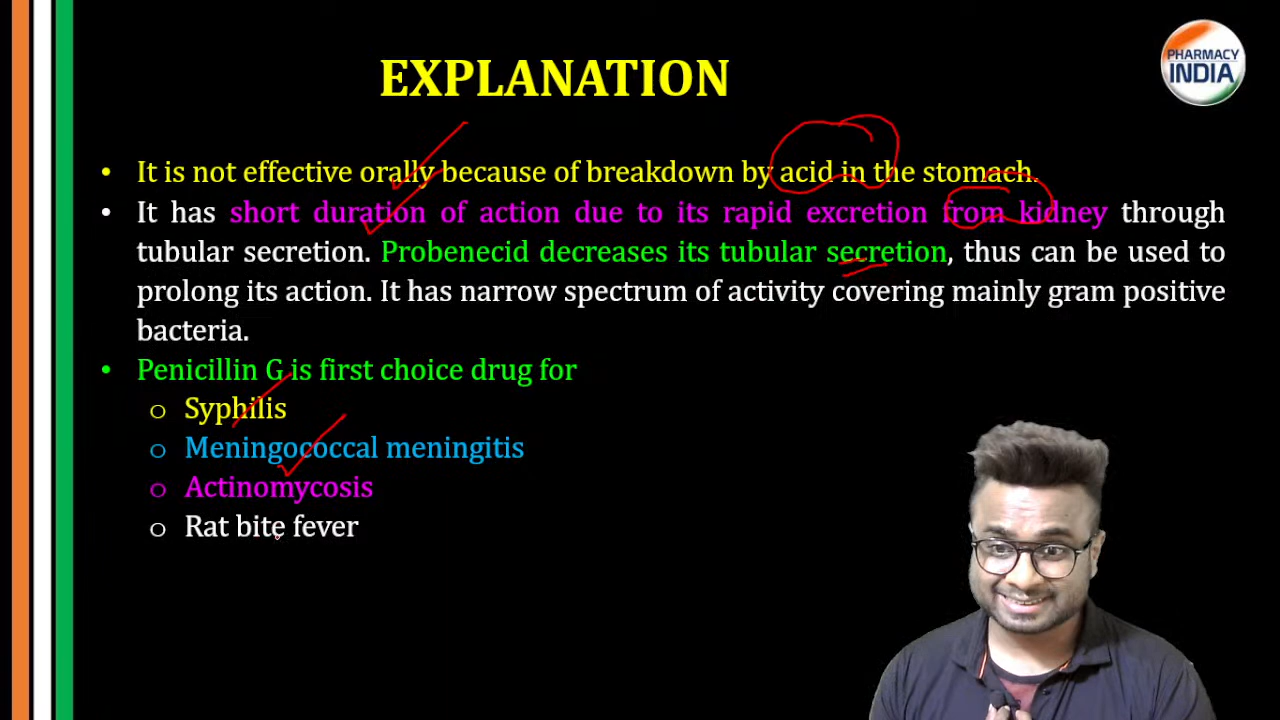 PHARMACY
INDIA
EXPLANATION
• It is not effective orally because of breakdown by acid in the stomach.
• It has short duration of action due to its rapid excretion from kidney through
tubular secretion. Probenecid decreases its tubular secretion, thus can be used to
prolong its action. It has narrow spectrum of activity covering mainly gram positive
bacteria.
• Penicillin G is first choice drug for
o Syphilis
o Meningococcal meningitis
o Actinomycosis
o Rat bite fever